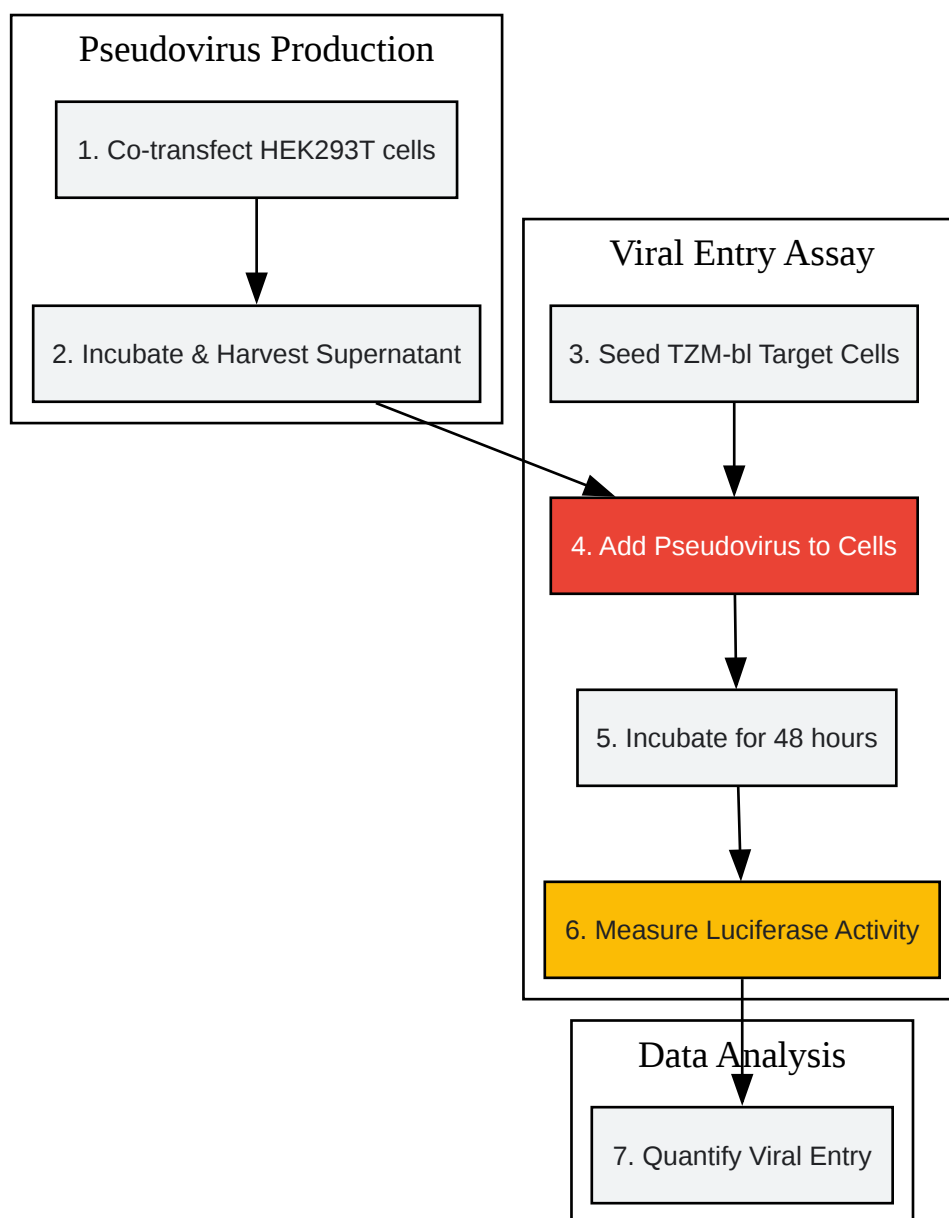 Pseudovirus Production
1. Co-transfect HEK293T cells
2. Incubate & Harvest Supernatant
Viral Entry Assay
3. Seed TZM-bl Target Cells
4. Add Pseudovirus to Cells
5. Incubate for 48 hours
6. Measure Luciferase Activity
Data Analysis
7. Quantify Viral Entry